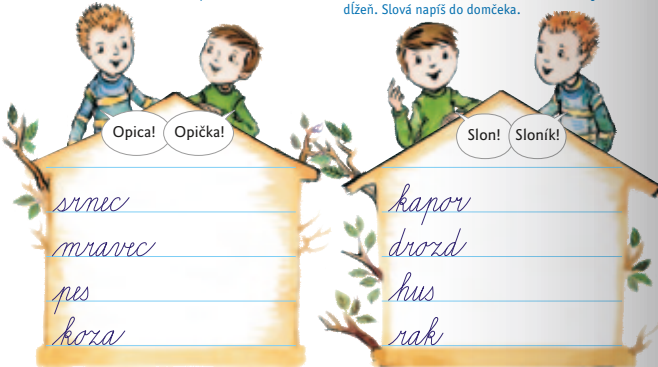 dĺžeň. Slová napíš do domčeka.
Opica! Opička!
srnec
mravec
pes
koza
Slon! Sloník!
kapor
drozd
hus
rak